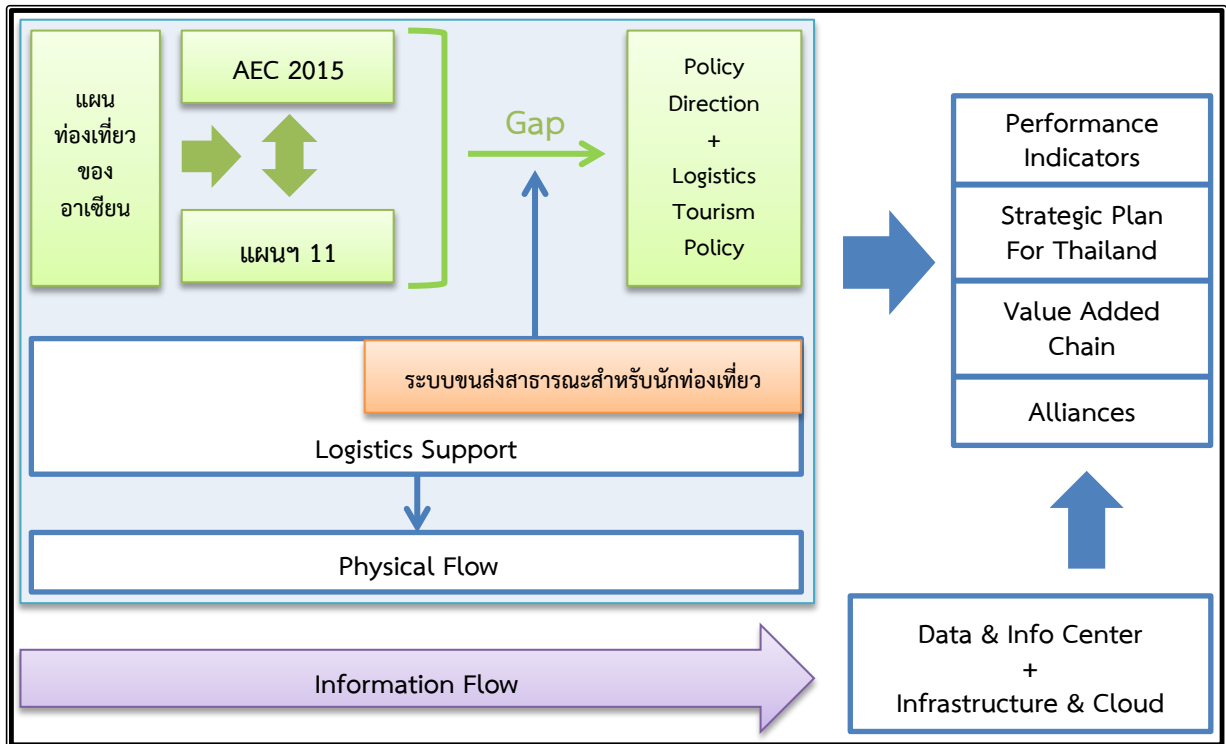 แผน
ท่องเที่ยว
ของ
อาเซียน
AEC 2015
แผนฯ 11
Gap
Policy
Direction
+
Logistics
Tourism
Policy
ระบบขนส่งสาธารณะสำหรับนักท่องเที่ยว
Logistics Support
Physical Flow
Information Flow
Performance
Indicators
Strategic Plan
For Thailand
Value Added
Chain
Alliances
Data & Info Center
+
Infrastructure & Cloud